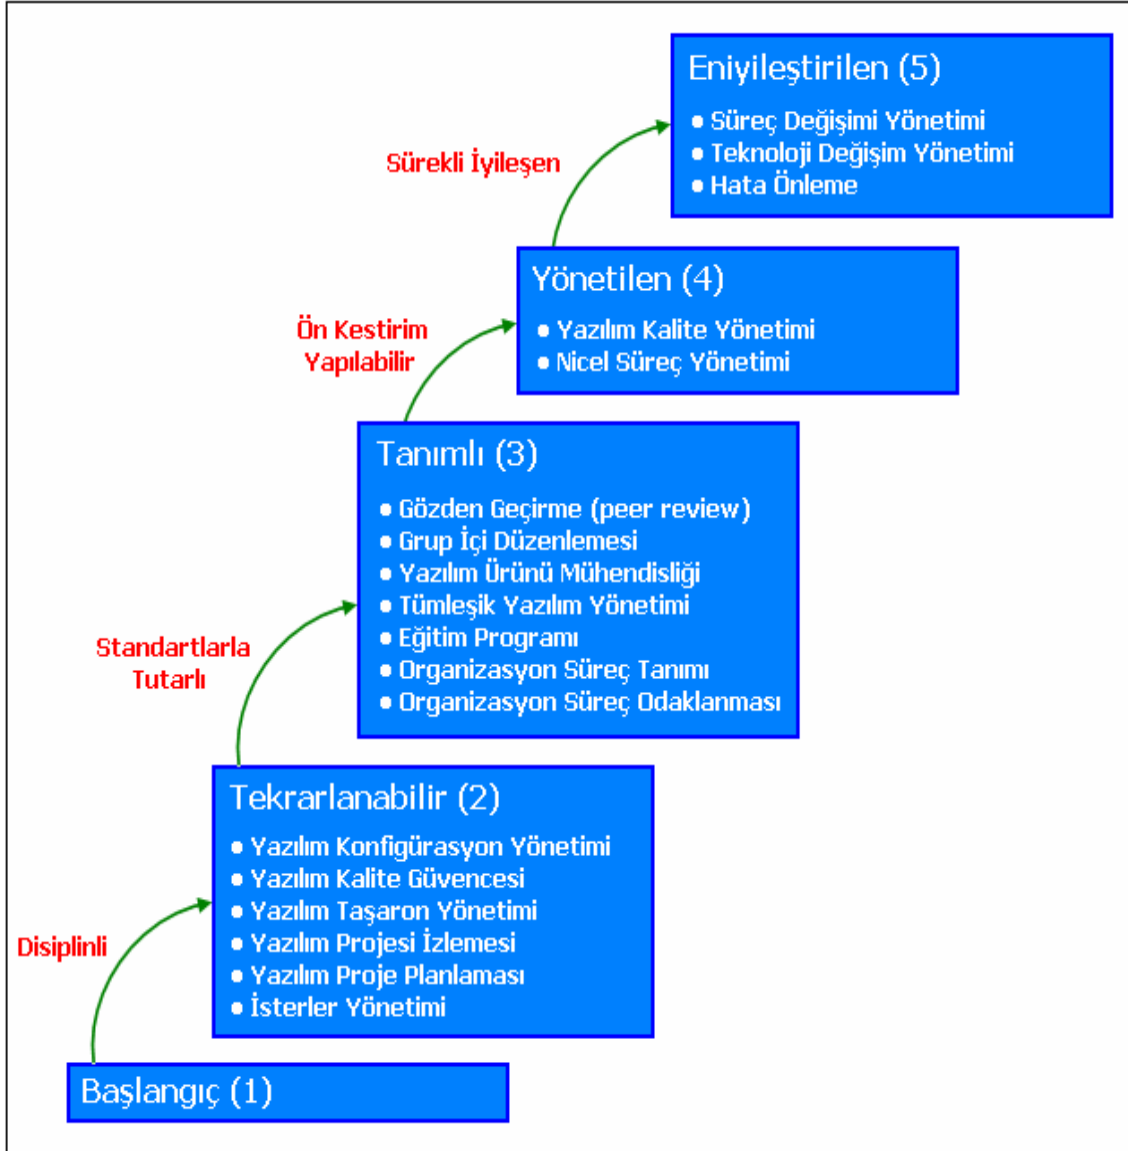 Eniyileştirilen (5)
● Süreç Değişimi Yönetimi
● Teknoloji Değişim Yönetimi
● Hata Önleme
Sürekli İyileşen
Yönetilen (4)
● Yazılım Kalite Yönetimi
● Nicel Süreç Yönetimi
Ön Kestirim
Yapılabilir
Tanımlı (3)
● Gözden Geçirme (peer review)
● Grup İçi Düzenlemesi
● Yazılım Ürünü Mühendisliği
● Tümleşik Yazılım Yönetimi
● Eğitim Programı
● Organizasyon Süreç Tanımı
● Organizasyon Süreç Odaklanması
Standartlarla
Tutarlı
Tekrarlanabilir (2)
● Yazılım Konfigürasyon Yönetimi
● Yazılım Kalite Güvencesi
● Yazılım Taşaron Yönetimi
● Yazılım Projesi İzlemesi
● Yazılım Proje Planlaması
● İsterler Yönetimi
Disiplinli
Başlangıç (1)